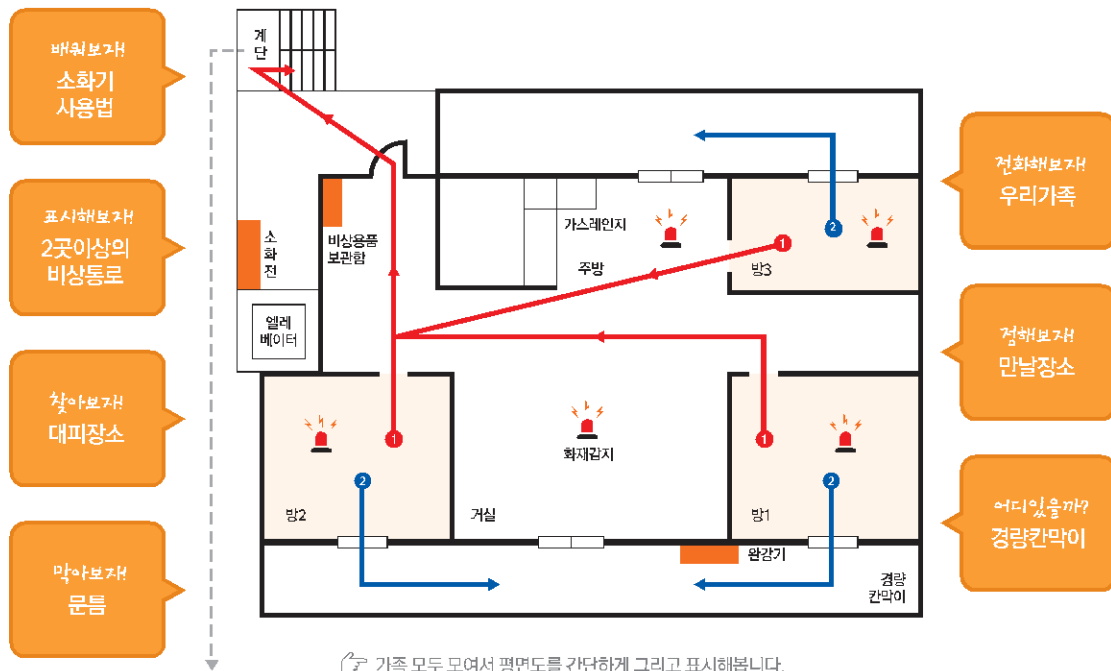 배워보자!
소화기
사용법
표시해보자!
2곳이상의
비상통로
찾아보자!
대피장소
막아보자!
문틈
계
단
소
화
전
비상용품
보관함
엘레
베이터
가스레인지
주방
방3
1
2
1
2
방2
거실
화재감지
1
2
방1
완강기
경량
칸막이
전화해보자!
우리가족
정해보자!
만날장소
어디있을까?
경량칸막이
가족 모두 모여서 평면도를 간단하게 그리고 표시해봅니다.